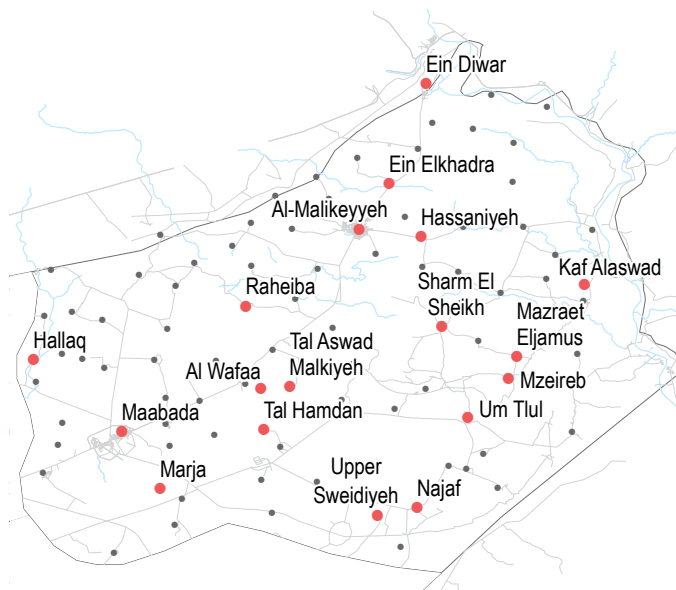 Ein Diwar
Ein Elkhadra
Al-Malikeyyeh
Hassaniyeh
Kaf Alaswad
Raheiba
Sharm El
Sheikh
Mazraet
Eljamus
Hallaq
Tal Aswad
Malkiyeh
Al Wafaa
Mzeireb
Maabada
Tal Hamdan
Um Tlul
Marja
Upper
Sweidiyeh
Najaf